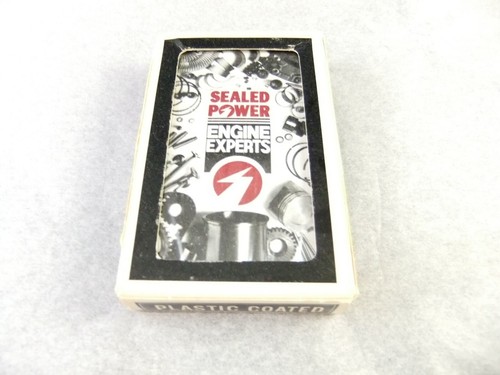 SEALED
POWER
ENGINE
EXPERTS
PLASTIC COATED